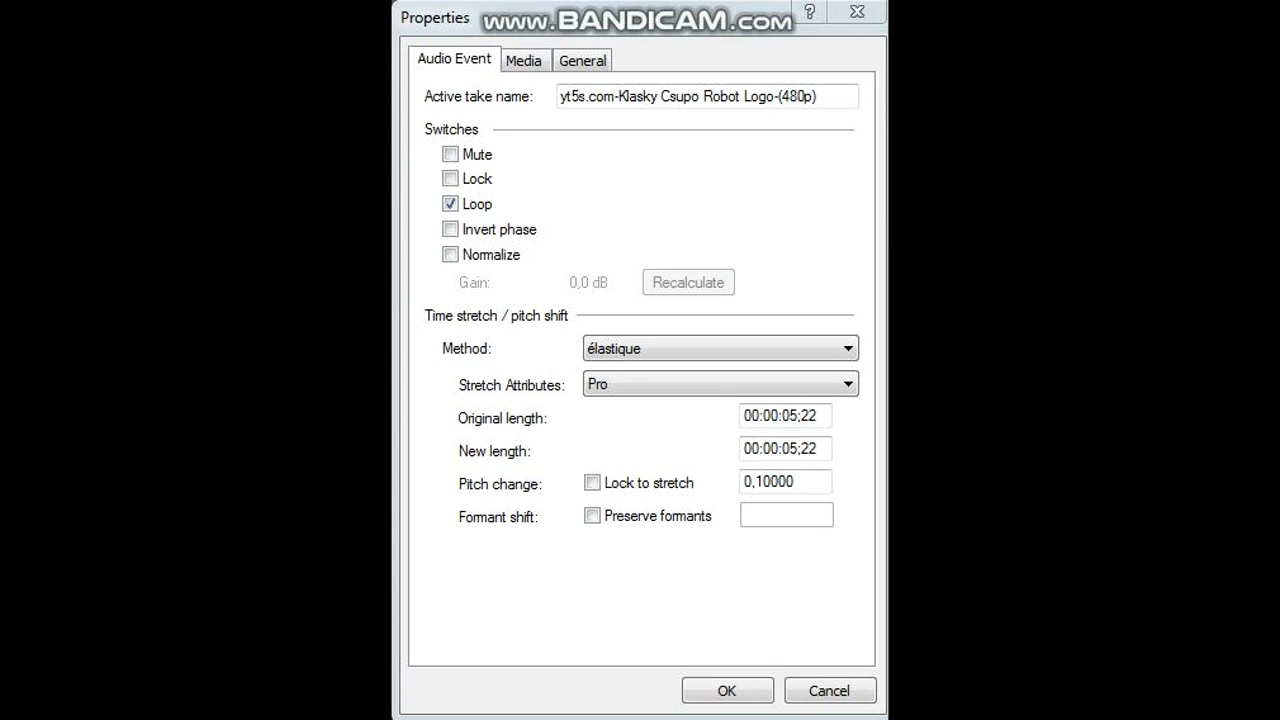 Properties
www.BANDICAM.com
?
Audio Event
Media
General
Active take name: yt5s.com-Klasky Csupo Robot Logo-(480p)
Switches
Mute
Lock
Loop
Invert phase
Normalize
Gain: 0,0 dB Recalculate
Time stretch / pitch shift
Method: élastique
Stretch Attributes: Pro
Original length: 00:00:05;22
New length: 00:00:05;22
Pitch change: Lock to stretch 0,10000
Formant shift: Preserve formants
OK Cancel